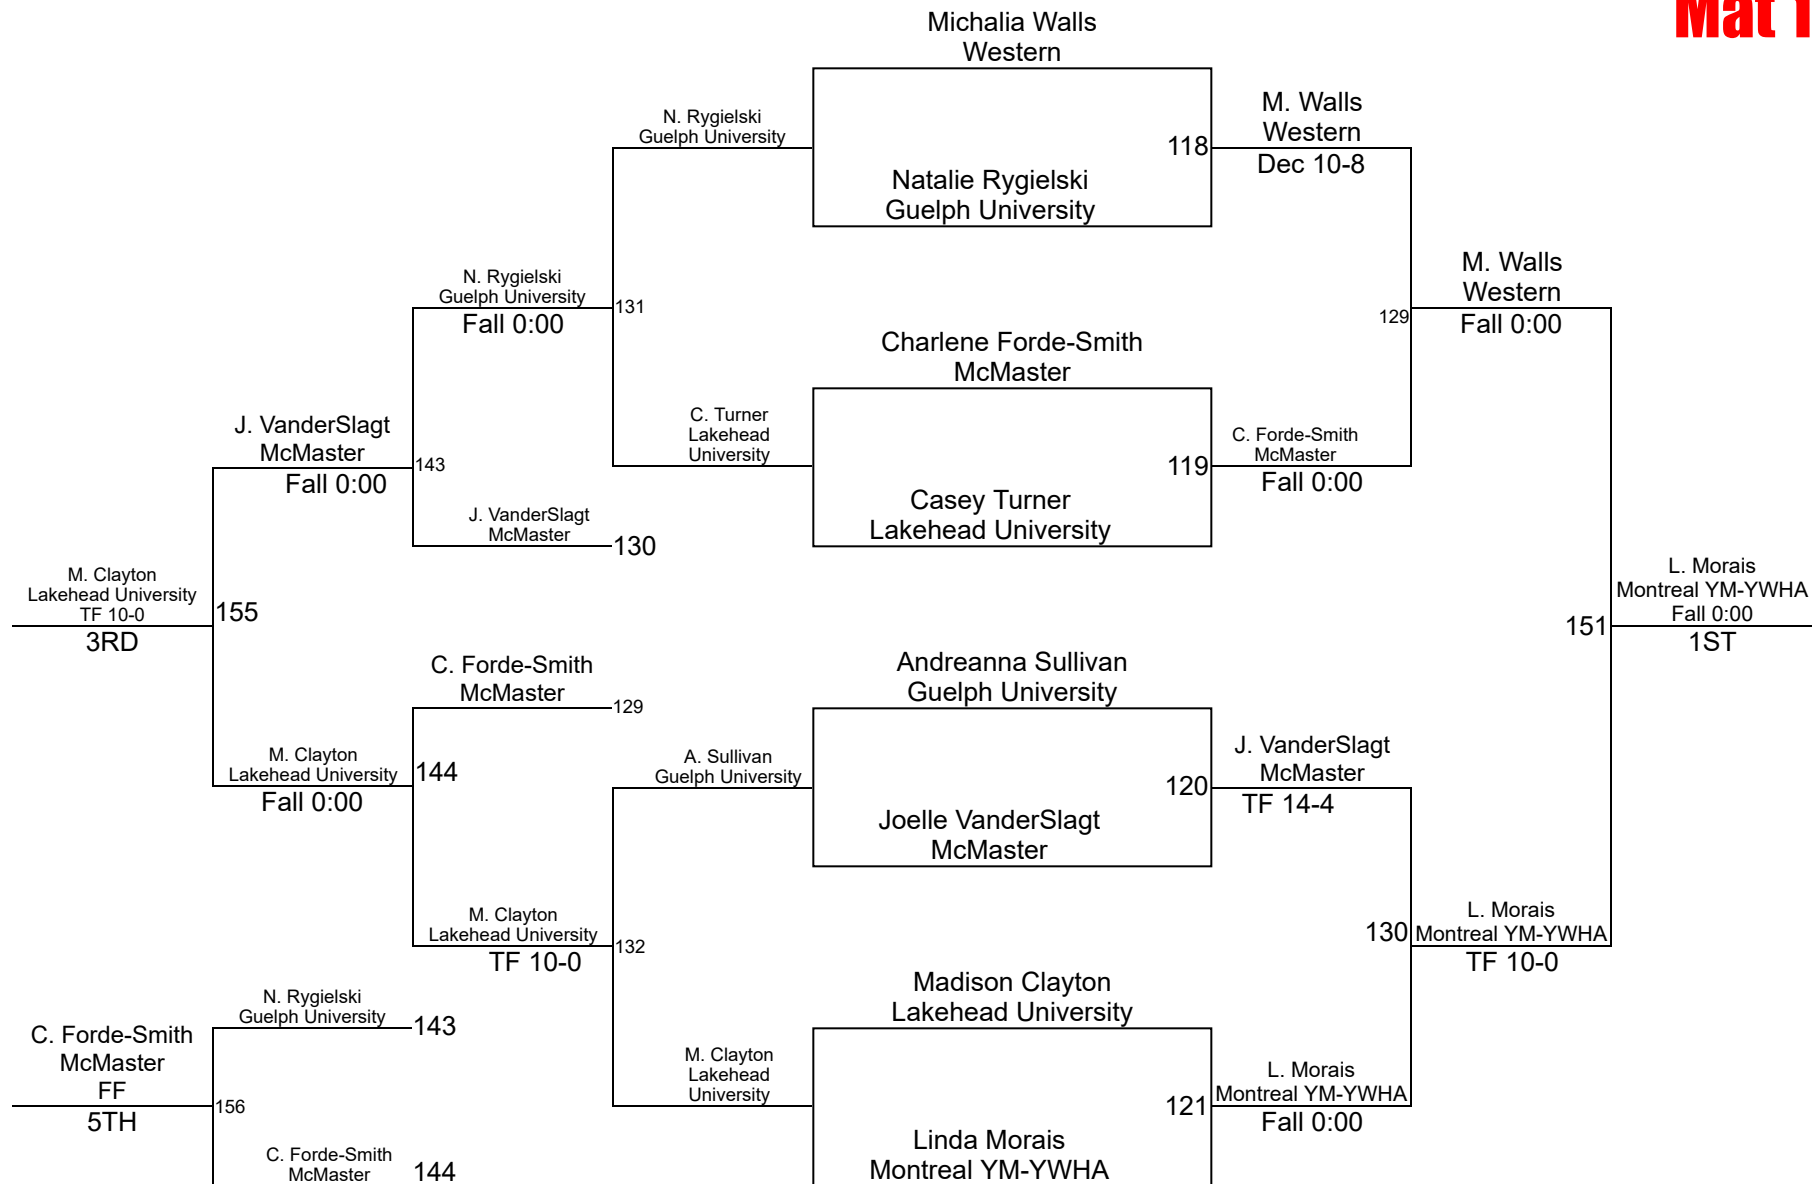 Mat 1
Michalia Walls
Western
N. Rygielski
Guelph University
118
M. Walls
Western
Dec 10-8
Natalie Rygielski
Guelph University
N. Rygielski
Guelph University
Fall 0:00
131
M. Walls
Western
Fall 0:00
129
Charlene Forde-Smith
McMaster
C. Turner
Lakehead
University
119
C. Forde-Smith
McMaster
Fall 0:00
Casey Turner
Lakehead University
J. VanderSlagt
McMaster
Fall 0:00
143
J. VanderSlagt
McMaster
130
M. Clayton
Lakehead University
TF 10-0
3RD
155
151
L. Morais
Montreal YM-YWHA
Fall 0:00
1ST
C. Forde-Smith
McMaster
129
Andreanna Sullivan
Guelph University
M. Clayton
Lakehead University
Fall 0:00
144
A. Sullivan
Guelph University
120
J. VanderSlagt
McMaster
TF 14-4
Joelle VanderSlagt
McMaster
M. Clayton
Lakehead University
TF 10-0
132
130
L. Morais
Montreal YM-YWHA
TF 10-0
Madison Clayton
Lakehead University
N. Rygielski
Guelph University
143
C. Forde-Smith
McMaster
FF
5TH
156
M. Clayton
Lakehead
University
121
L. Morais
Montreal YM-YWHA
Fall 0:00
Linda Morais
Montreal YM-YWHA
C. Forde-Smith
McMaster
144